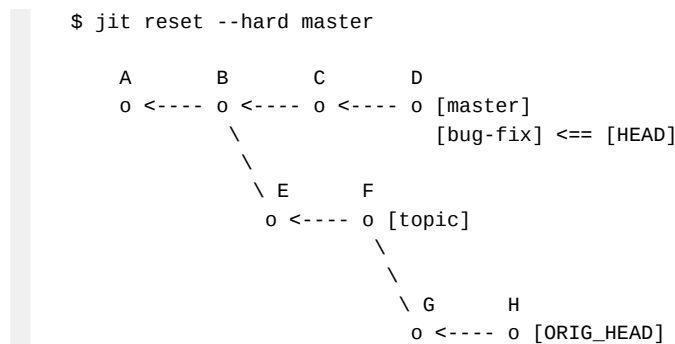 $ jit reset --hard master
A B C D
o <---- o <---- o <---- o [master]
\ [bug-fix] <== [HEAD]
\
\ E F
o <---- o [topic]
\
\
\ G H
o <---- o [ORIG_HEAD]